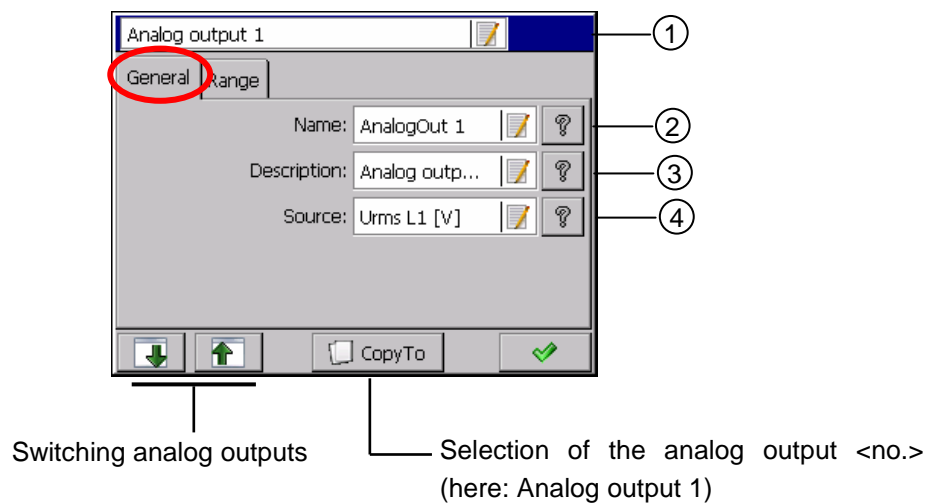 Analog output 1
①
General Range
Name: AnalogOut 1 ?
②
Description: Analog outp... ?
③
Source: Urms L1 [V] ?
④
CopyTo
Switching analog outputs
Selection of the analog output <no.>
(here: Analog output 1)